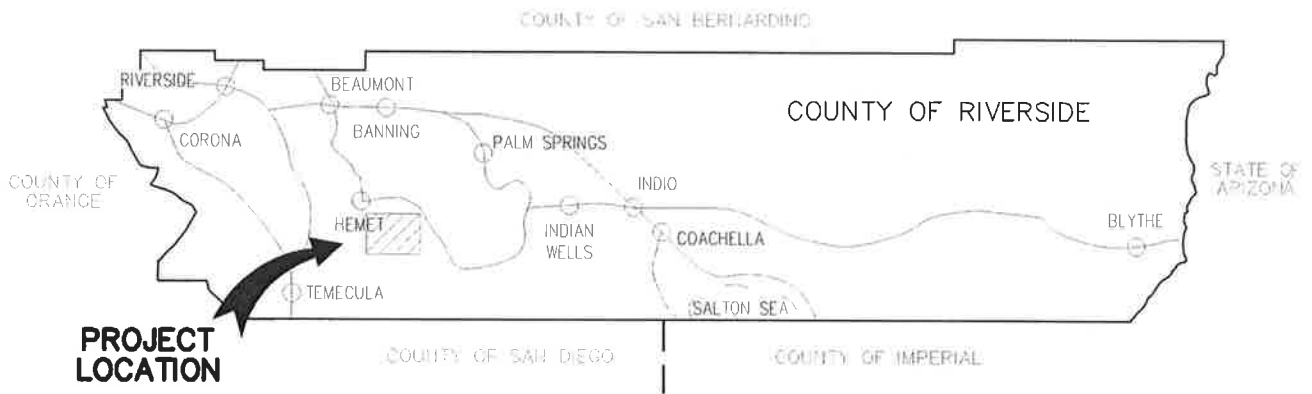 COUNTY OF SAN BERNARDINO
RIVERSIDE
BEAUMONT
COUNTY OF RIVERSIDE
BANNING
CORONA
PALM SPRINGS
COUNTY OF
ORANGE
STATE OF
ARIZONA
INDIO
HEMET
BLYTHE
INDIAN
WELLS
COACHELLA
TEMECULA
SALTON SEA
PROJECT
LOCATION
COUNTY OF SAN DIEGO
COUNTY OF IMPERIAL